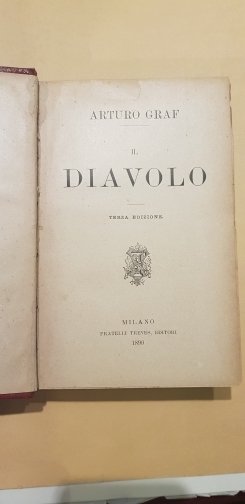 ARTURO GRAF
IL
DIAVOLO
TERZA EDIZIONE
MILANO
FRATELLI TREVES, EDITORI
1890